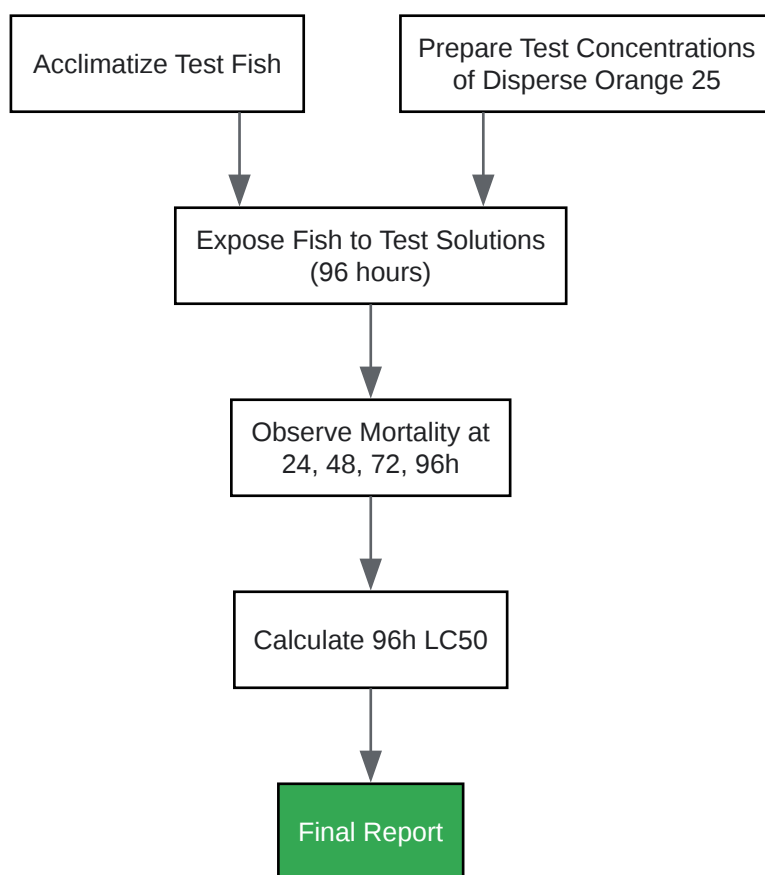 Acclimatize Test Fish
Prepare Test Concentrations
of Disperse Orange 25
Expose Fish to Test Solutions
(96 hours)
Observe Mortality at
24, 48, 72, 96h
Calculate 96h LC50
Final Report